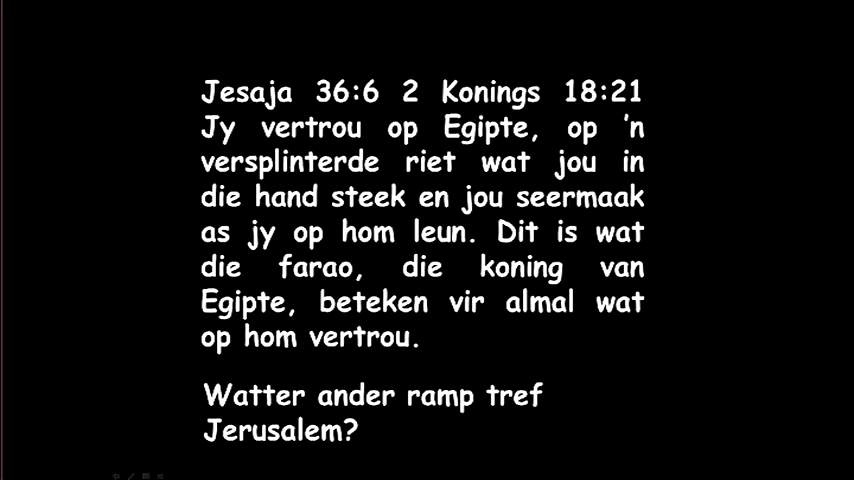 Jesaja 36:6 2 Konings 18:21
Jy vertrou op Egipte, op 'n
versplinterde riet wat jou in
die hand steek en jou seermaak
as jy op hom leun. Dit is wat
die farao, die koning van
Egipte, beteken vir almal wat
op hom vertrou.
Watter ander ramp tref
Jerusalem?